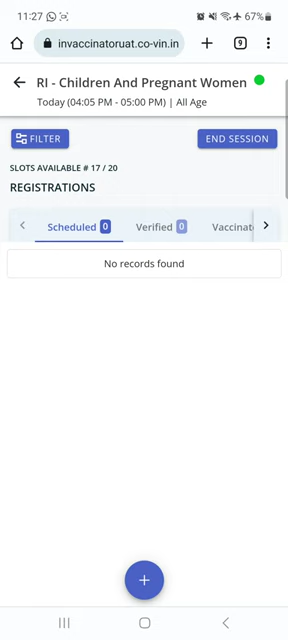 11:27
67%
invaccinatoruat.co-vin.in
9
RI - Children And Pregnant Women
Today (04:05 PM - 05:00 PM) | All Age
FILTER
END SESSION
SLOTS AVAILABLE # 17 / 20
REGISTRATIONS
Scheduled 0
Verified 0
Vaccinat
No records found